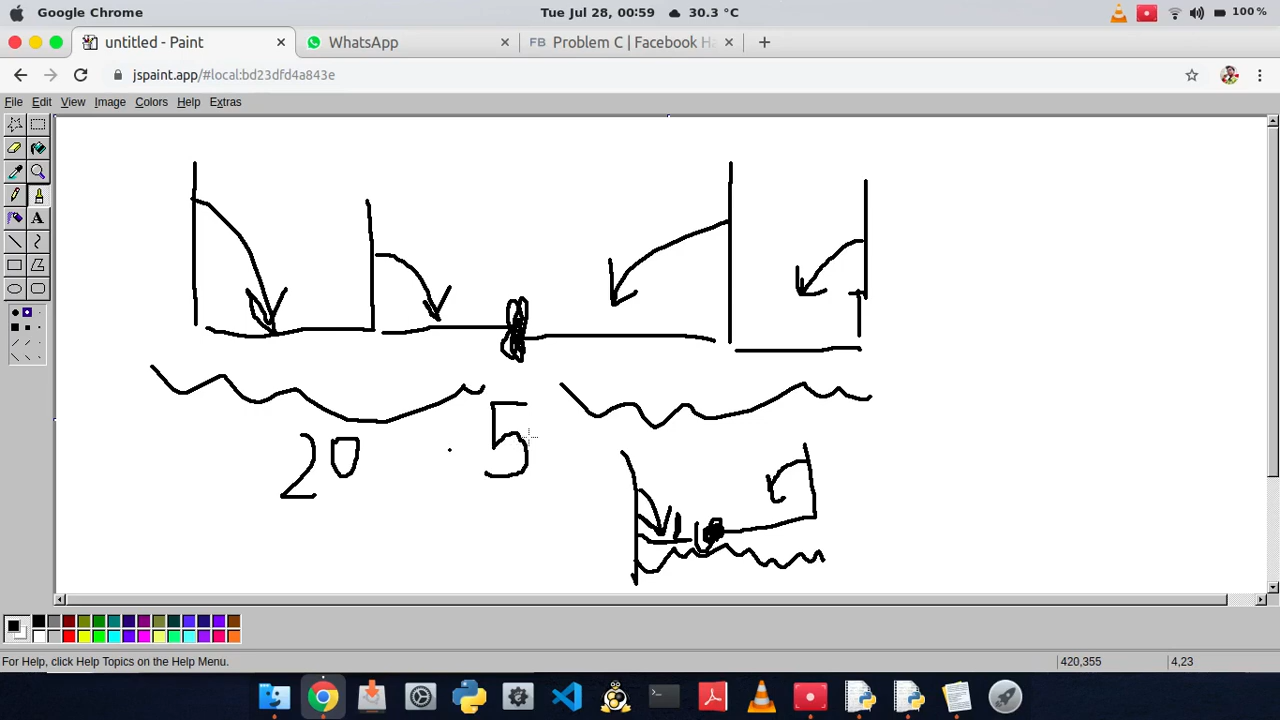 Google Chrome Tue Jul 28, 00:59 30.3 °C 100 %
untitled - Paint WhatsApp FB Problem C | Facebook Ha
jspaint.app/#local:bd23dfd4a843e
File Edit View Image Colors Help Extras
A
20 5
For Help, click Help Topics on the Help Menu. 420,355 4,23